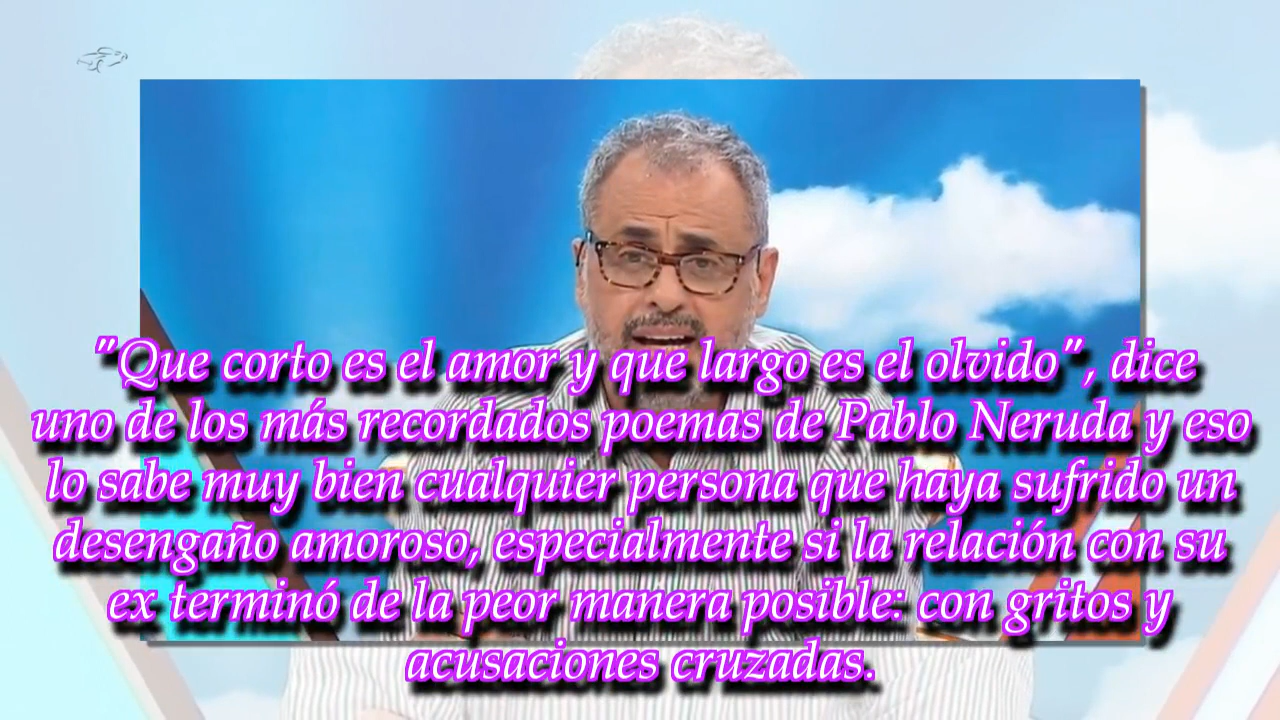 "Que corto es el amor y que largo es el olvido", dice
uno de los más recordados poemas de Pablo Neruda y eso
lo sabe muy bien cualquier persona que haya sufrido un
desengaño amoroso, especialmente si la relación con su
ex terminó de la peor manera posible: con gritos y
acusaciones cruzadas.